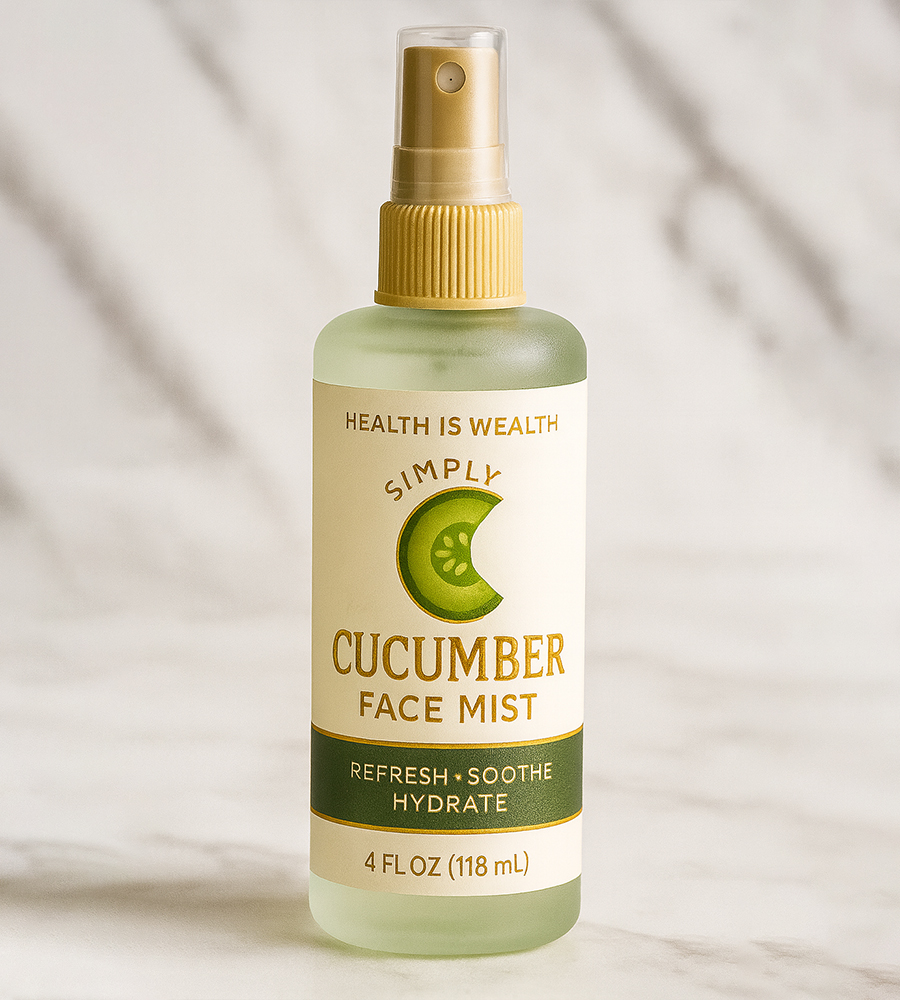 HEALTH IS WEALTH
SIMPLY
CUCUMBER
FACE MIST
REFRESH • SOOTHE
HYDRATE
4 FL OZ (118 mL)